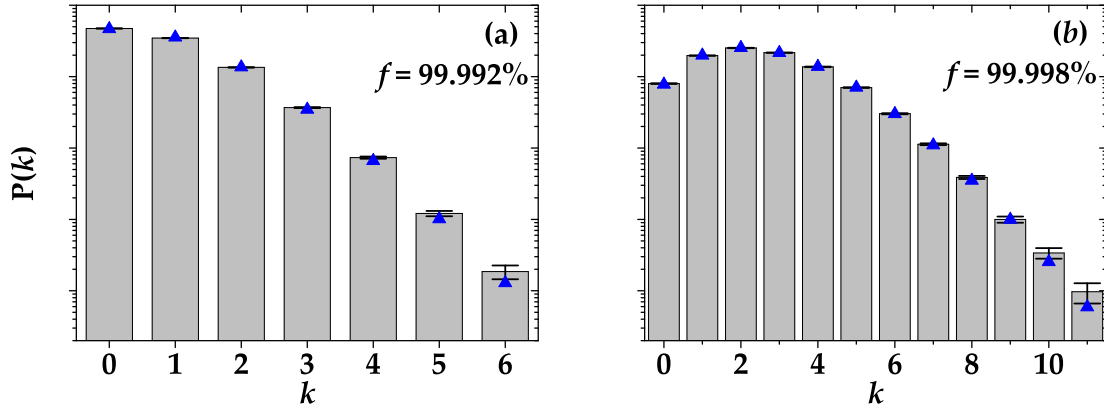 (a)
f = 99.992%
P(k)
0 1 2 3 4 5 6
k
(b)
f = 99.998%
0 2 4 6 8 10
k